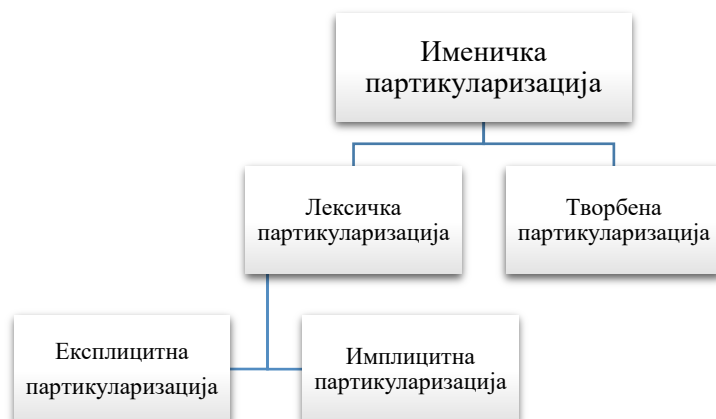 Именичка
партикуларизација
Лексичка
партикуларизација
Творбена
партикуларизација
Експлицитна
партикуларизација
Имплицитна
партикуларизација